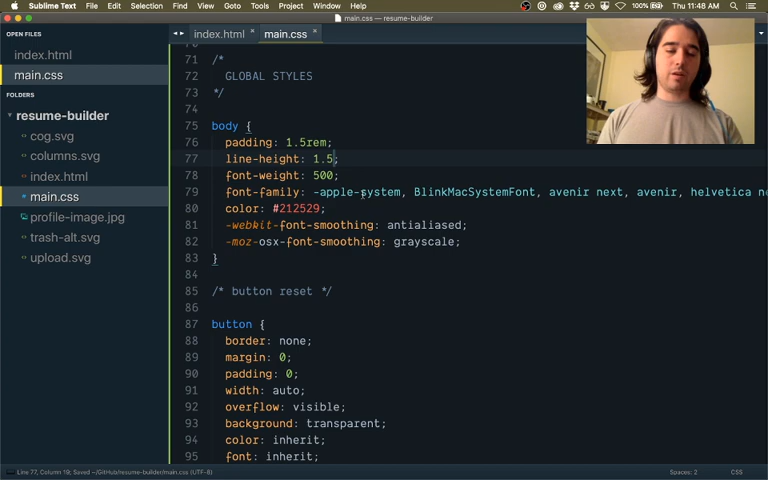 Sublime Text File Edit Selection Find View Goto Tools Project Window Help 100% Thu 11:48 AM
main.css — resume-builder
OPEN FILES
index.html
main.css
FOLDERS
resume-builder
cog.svg
columns.svg
index.html
main.css
profile-image.jpg
trash-alt.svg
upload.svg
index.html × main.css ×
71 /*
72 GLOBAL STYLES
73 */
74
75 body {
76 padding: 1.5rem;
77 line-height: 1.5;
78 font-weight: 500;
79 font-family: -apple-system, BlinkMacSystemFont, avenir next, avenir, helvetica n
80 color: #212529;
81 -webkit-font-smoothing: antialiased;
82 -moz-osx-font-smoothing: grayscale;
83 }
84
85 /* button reset */
86
87 button {
88 border: none;
89 margin: 0;
90 padding: 0;
91 width: auto;
92 overflow: visible;
93 background: transparent;
94 color: inherit;
95 font: inherit;
Line 77, Column 19; Saved ~/GitHub/resume-builder/main.css (UTF-8) Spaces: 2 CSS